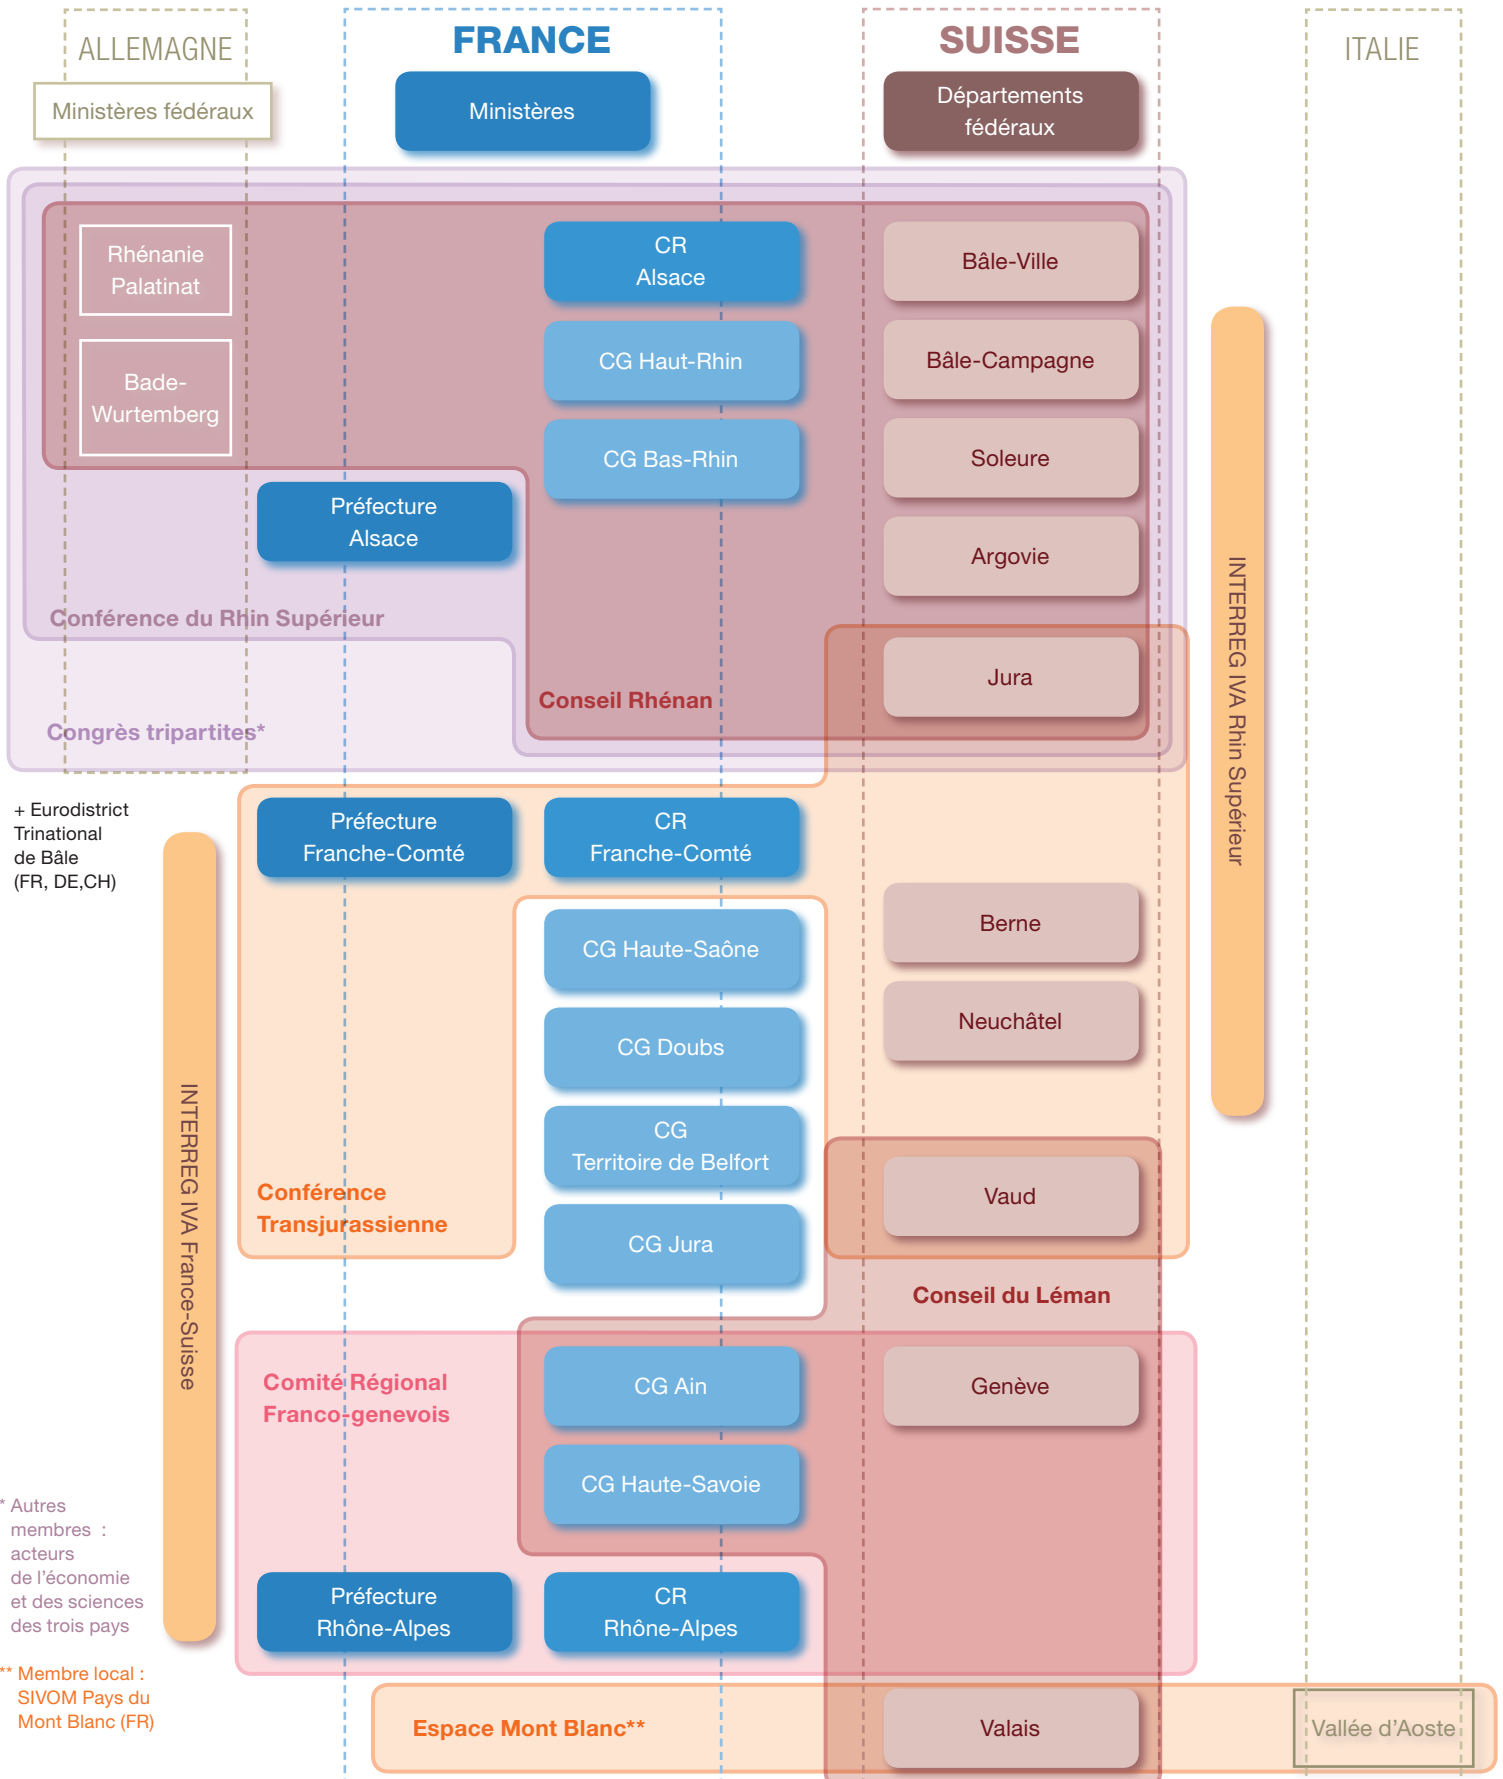 ALLEMAGNE
FRANCE
SUISSE
ITALIE
Ministères fédéraux
Ministères
Départements
fédéraux
Rhénanie
Palatinat
CR
Alsace
Bâle-Ville
Bade-
Wurtemberg
CG Haut-Rhin
Bâle-Campagne
CG Bas-Rhin
Soleure
Préfecture
Alsace
Argovie
Conférence du Rhin Supérieur
Jura
Conseil Rhénan
Congrès tripartites*
INTERREG IVA Rhin Supérieur
+ Eurodistrict
Trinational
de Bâle
(FR, DE,CH)
Préfecture
Franche-Comté
CR
Franche-Comté
Berne
CG Haute-Saône
Neuchâtel
CG Doubs
CG
Territoire de Belfort
Vaud
Conférence
Transjurassienne
CG Jura
INTERREG IVA France-Suisse
Conseil du Léman
Comité Régional
Franco-genevois
CG Ain
Genève
CG Haute-Savoie
* Autres
membres :
acteurs
de l'économie
et des sciences
des trois pays
Préfecture
Rhône-Alpes
CR
Rhône-Alpes
** Membre local :
SIVOM Pays du
Mont Blanc (FR)
Espace Mont Blanc**
Valais
Vallée d'Aoste